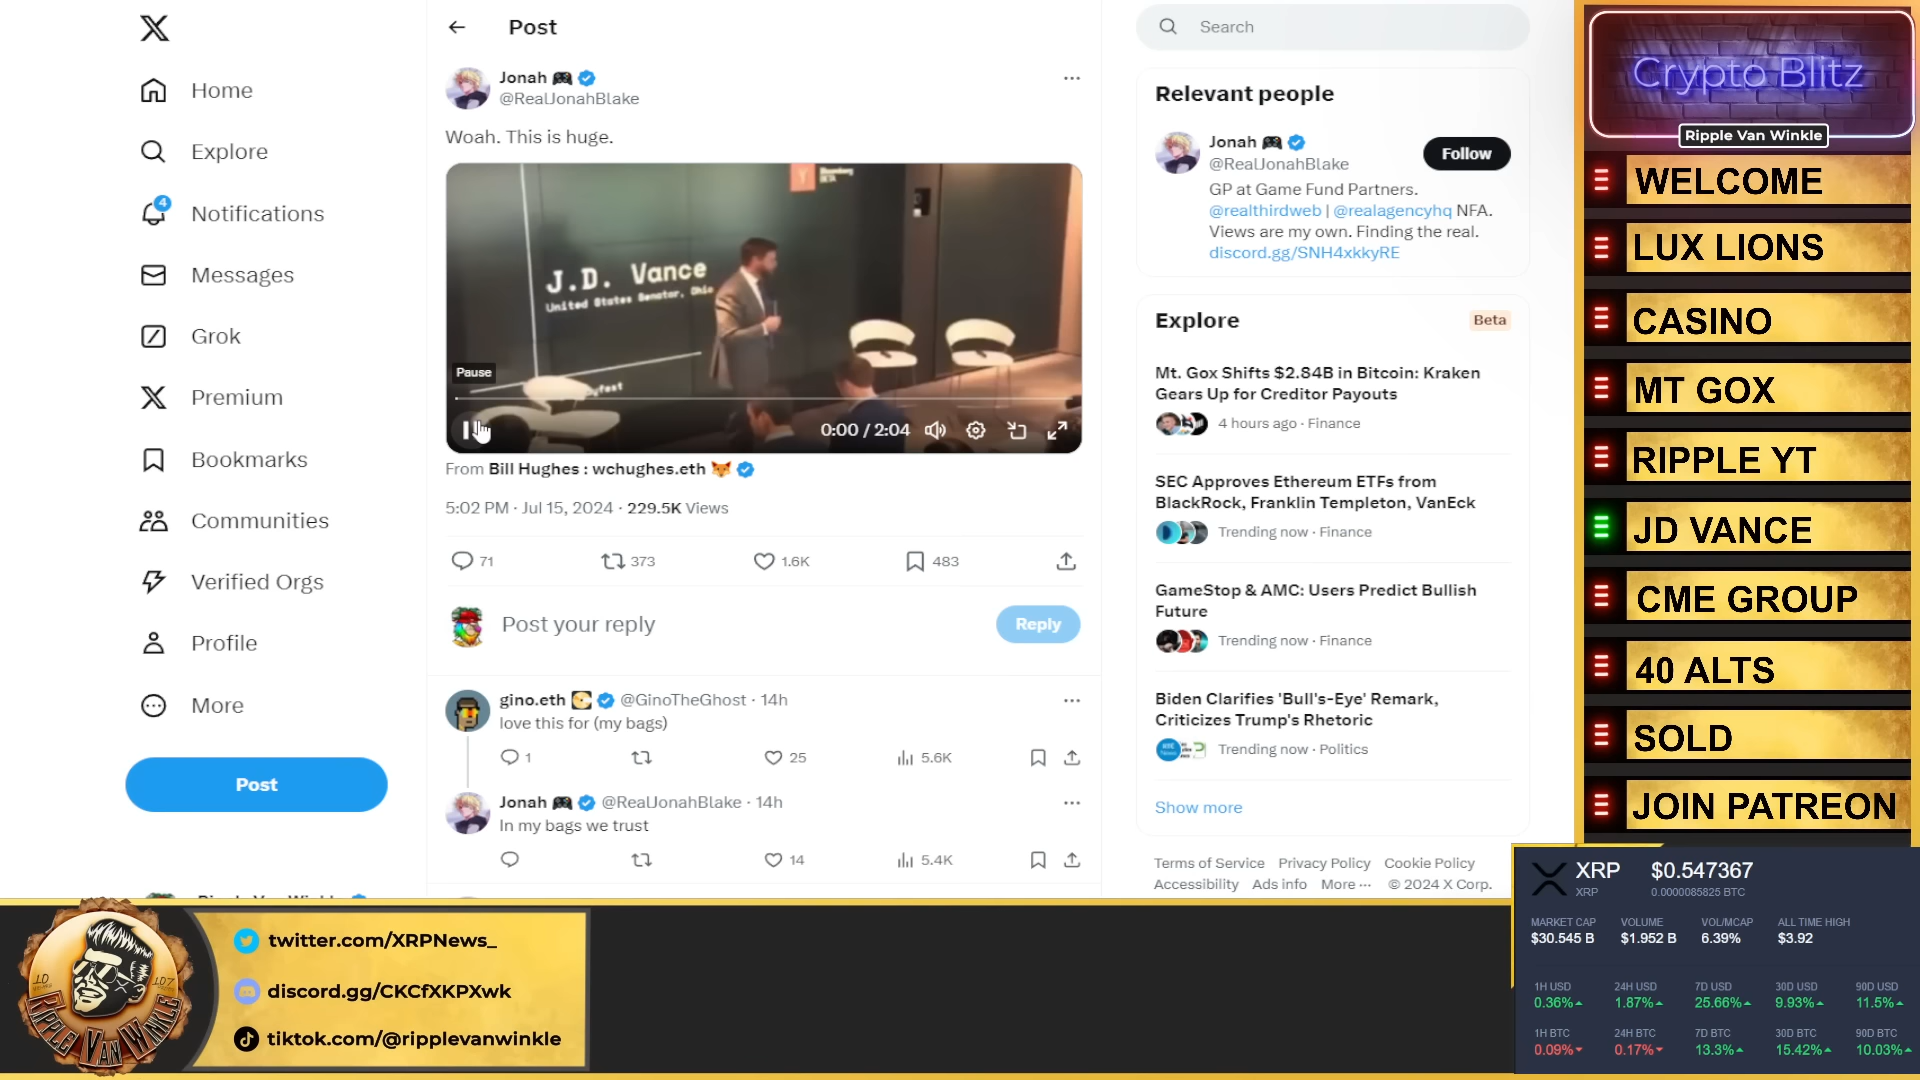 Home
Explore
4
Notifications
Messages
Grok
Premium
Bookmarks
Communities
Verified Orgs
Profile
More
Post
Post
Jonah
@RealJonahBlake
Woah. This is huge.
J.D. Vance
United States Senator, Ohio
Pause
0:00 / 2:04
From Bill Hughes : wchughes.eth
5:02 PM · Jul 15, 2024 · 229.5K Views
71
373
1.6K
483
Post your reply
Reply
gino.eth @GinoTheGhost · 14h
love this for (my bags)
1
25
5.6K
Jonah @RealJonahBlake · 14h
In my bags we trust
14
5.4K
Search
Relevant people
Jonah
@RealJonahBlake
Follow
GP at Game Fund Partners.
@realthirdweb | @realagencyhq NFA.
Views are my own. Finding the real.
discord.gg/SNH4xkkyRE
Explore
Beta
Mt. Gox Shifts $2.84B in Bitcoin: Kraken
Gears Up for Creditor Payouts
4 hours ago · Finance
SEC Approves Ethereum ETFs from
BlackRock, Franklin Templeton, VanEck
Trending now · Finance
GameStop & AMC: Users Predict Bullish
Future
Trending now · Finance
Biden Clarifies 'Bull's-Eye' Remark,
Criticizes Trump's Rhetoric
Trending now · Politics
Show more
Terms of Service Privacy Policy Cookie Policy
Accessibility Ads info More ··· © 2024 X Corp.
Crypto Blitz
Ripple Van Winkle
WELCOME
LUX LIONS
CASINO
MT GOX
RIPPLE YT
JD VANCE
CME GROUP
40 ALTS
SOLD
JOIN PATREON
XRP $0.547367
XRP 0.0000085825 BTC
MARKET CAP VOLUME VOL/MCAP ALL TIME HIGH
$30.545 B $1.952 B 6.39% $3.92
1H USD 24H USD 7D USD 30D USD 90D USD
0.36% 1.87% 25.66% 9.93% 11.5%
1H BTC 24H BTC 7D BTC 30D BTC 90D BTC
0.09% 0.17% 13.3% 15.42% 10.03%
10 107
RIPPLE VAN WINKLE
twitter.com/XRPNews_
discord.gg/CKCfXKPXwk
tiktok.com/@ripplevanwinkle